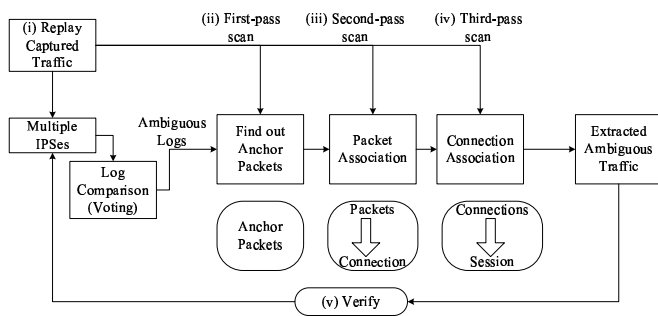 (i) Replay
Captured
Traffic
(ii) First-pass
scan
(iii) Second-pass
scan
(iv) Third-pass
scan
Multiple
IPSes
Log
Comparison
(Voting)
Ambiguous
Logs
Find out
Anchor
Packets
Packet
Association
Connection
Association
Extracted
Ambiguous
Traffic
Anchor
Packets
Packets
Connection
Connections
Session
(v) Verify